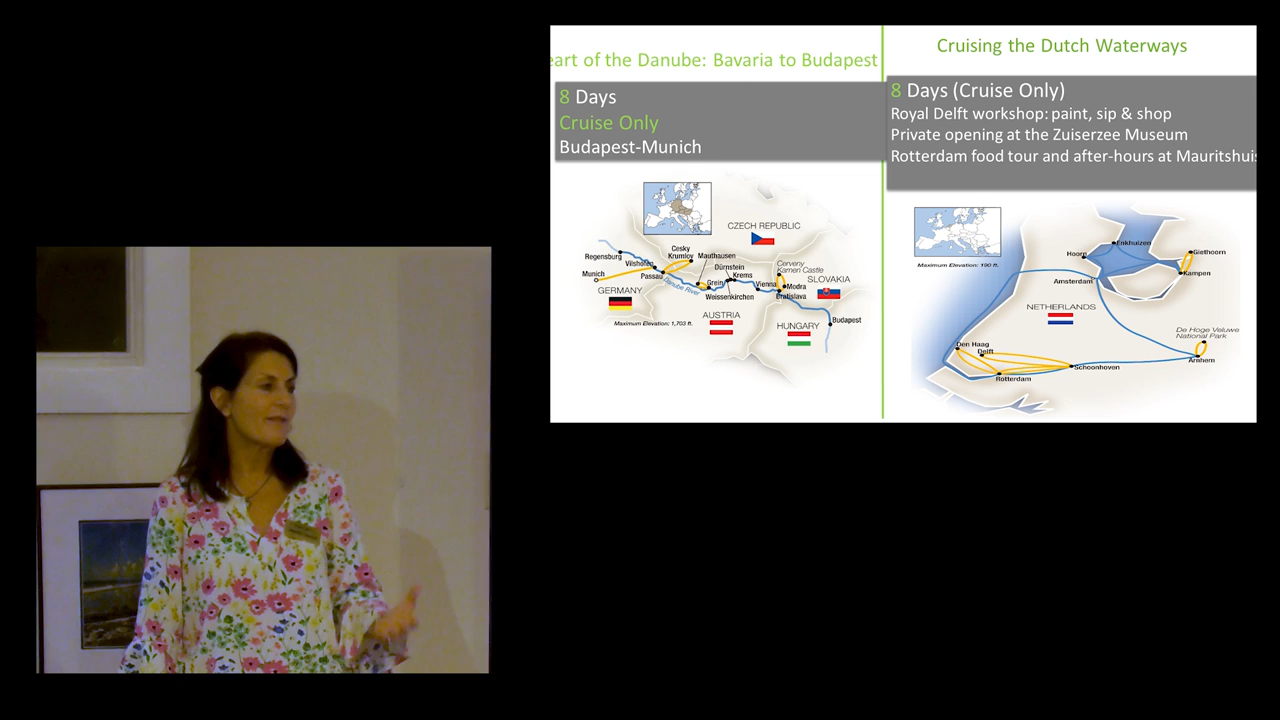 eart of the Danube: Bavaria to Budapest
8 Days
Cruise Only
Budapest-Munich
CZECH REPUBLIC
Cesky
Krumlov
Regensburg
Vilshofen
Mauthausen
Cerveny
Kamen Castle
Munich
Passau
Dürnstein
Krems
SLOVAKIA
GERMANY
Danube River
Grein
Vienna
Modra
Weissenkirchen
Bratislava
AUSTRIA
Maximum Elevation: 1,703 ft.
HUNGARY
Budapest
Cruising the Dutch Waterways
8 Days (Cruise Only)
Royal Delft workshop: paint, sip & shop
Private opening at the Zuiserzee Museum
Rotterdam food tour and after-hours at Mauritshuis
Maximum Elevation: 190 ft.
Enkhuizen
Hoorn
Giethoorn
Kampen
Amsterdam
NETHERLANDS
De Hoge Veluwe
National Park
Den Haag
Delft
Arnhem
Schoonhoven
Rotterdam